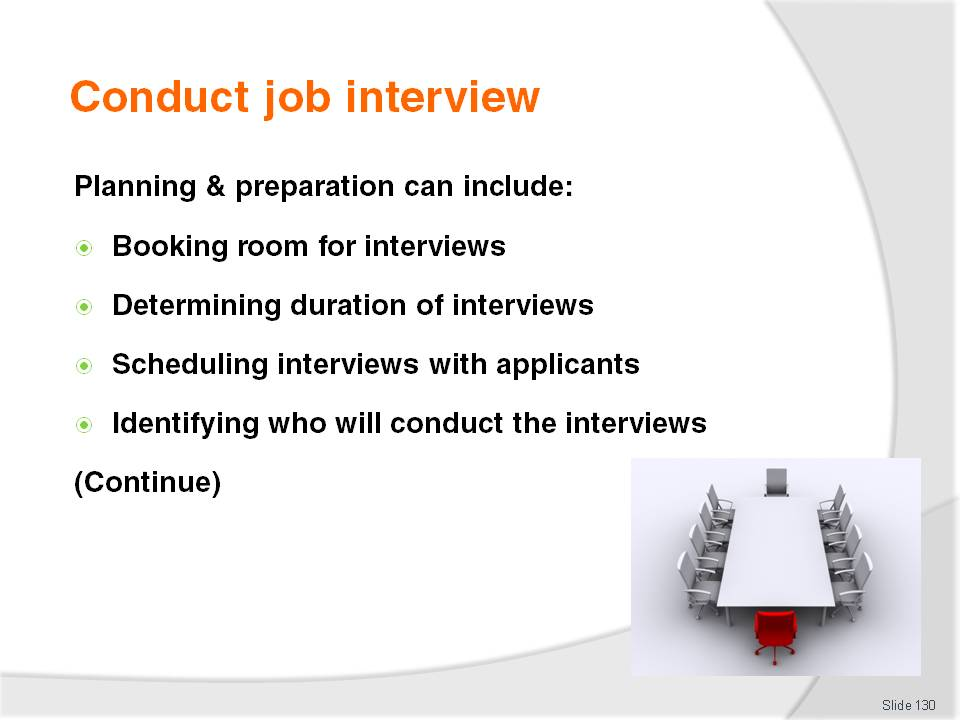 Conduct job interview
Planning & preparation can include:
Booking room for interviews
Determining duration of interviews
Scheduling interviews with applicants
Identifying who will conduct the interviews
(Continue)
Slide 130